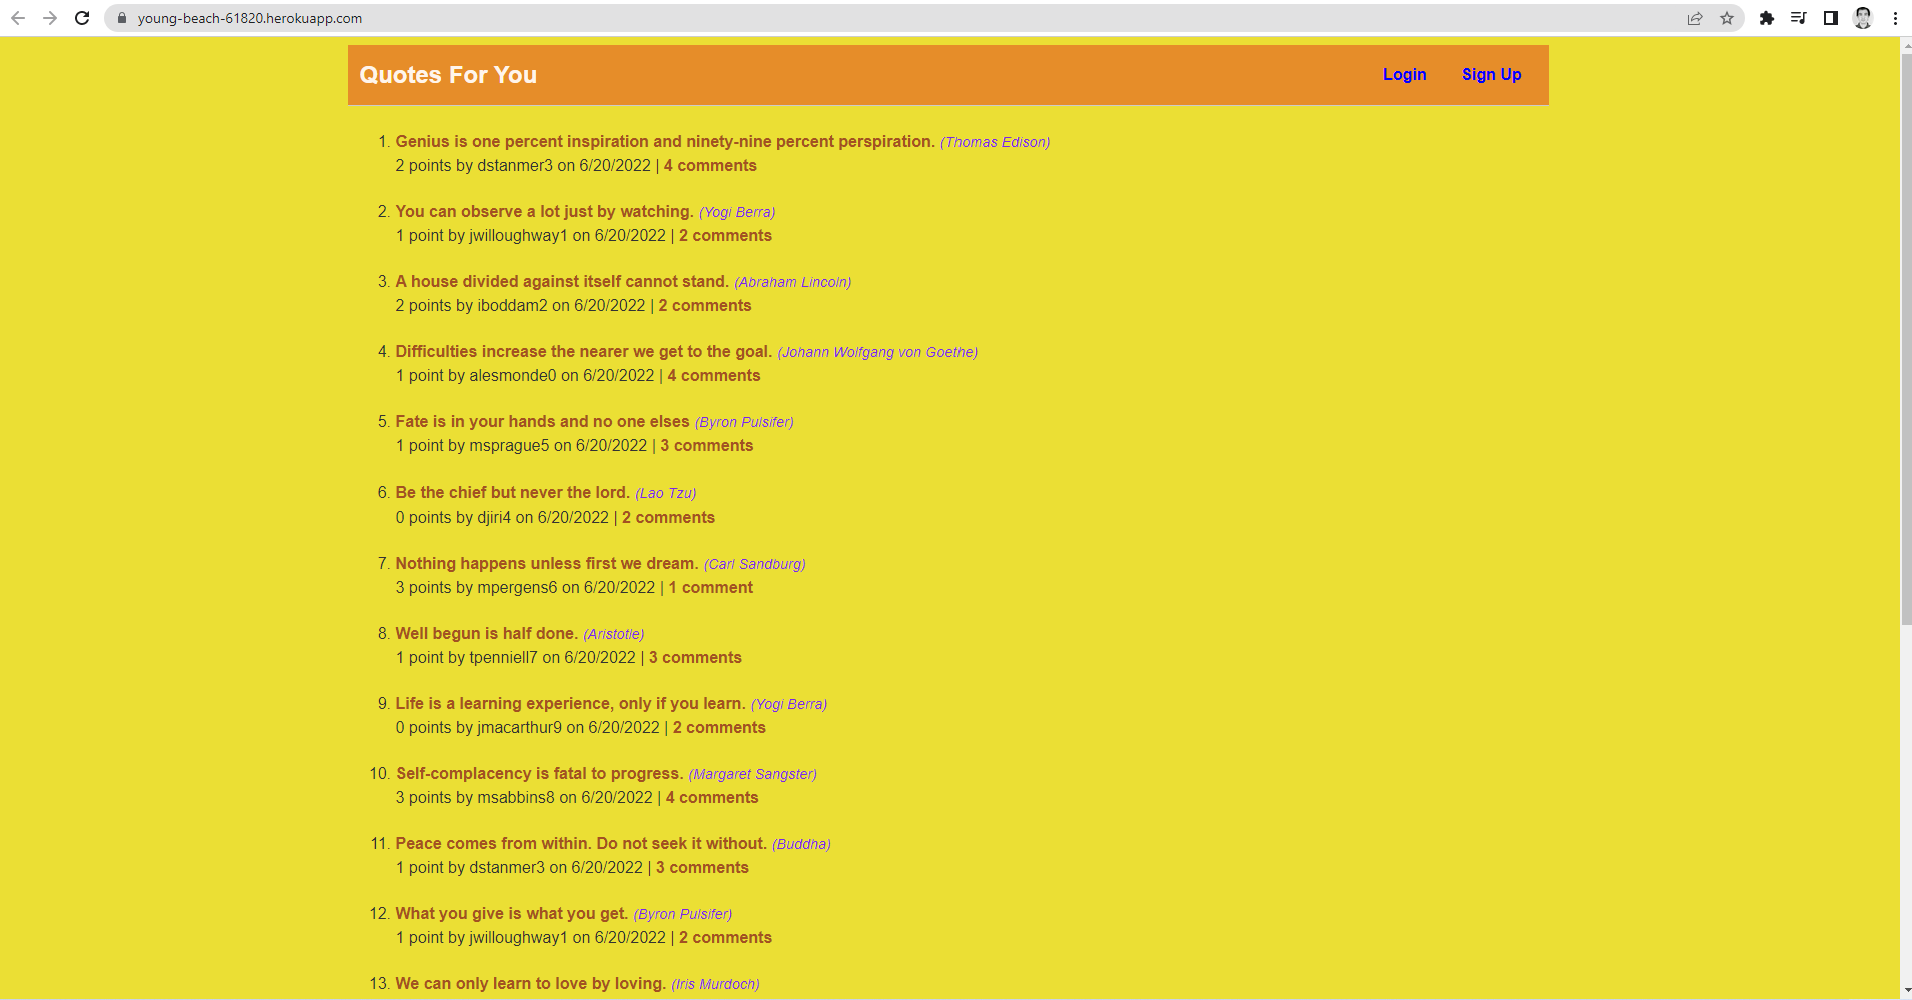 young-beach-61820.herokuapp.com
Quotes For You Login Sign Up
1. Genius is one percent inspiration and ninety-nine percent perspiration. (Thomas Edison)
2 points by dstanmer3 on 6/20/2022 | 4 comments
2. You can observe a lot just by watching. (Yogi Berra)
1 point by jwilloughway1 on 6/20/2022 | 2 comments
3. A house divided against itself cannot stand. (Abraham Lincoln)
2 points by iboddam2 on 6/20/2022 | 2 comments
4. Difficulties increase the nearer we get to the goal. (Johann Wolfgang von Goethe)
1 point by alesmonde0 on 6/20/2022 | 4 comments
5. Fate is in your hands and no one elses (Byron Pulsifer)
1 point by msprague5 on 6/20/2022 | 3 comments
6. Be the chief but never the lord. (Lao Tzu)
0 points by djiri4 on 6/20/2022 | 2 comments
7. Nothing happens unless first we dream. (Carl Sandburg)
3 points by mpergens6 on 6/20/2022 | 1 comment
8. Well begun is half done. (Aristotle)
1 point by tpenniell7 on 6/20/2022 | 3 comments
9. Life is a learning experience, only if you learn. (Yogi Berra)
0 points by jmacarthur9 on 6/20/2022 | 2 comments
10. Self-complacency is fatal to progress. (Margaret Sangster)
3 points by msabbins8 on 6/20/2022 | 4 comments
11. Peace comes from within. Do not seek it without. (Buddha)
1 point by dstanmer3 on 6/20/2022 | 3 comments
12. What you give is what you get. (Byron Pulsifer)
1 point by jwilloughway1 on 6/20/2022 | 2 comments
13. We can only learn to love by loving. (Iris Murdoch)